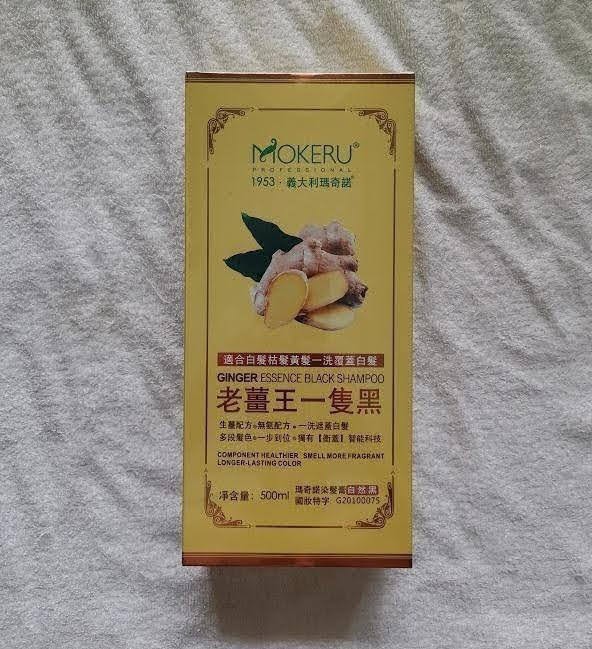 MOKERU®
PROFESSIONAL
1953·義大利瑪奇諾®
適合白髮枯髮黃髮一洗覆蓋白髮
GINGER ESSENCE BLACK SHAMPOO
老薑王一隻黑
生薑配方●無氨配方●一洗遮蓋白髮
多段髮色●一步到位●獨有【衡蓋】智能科技
COMPONENT HEALTHIER SMELL MORE FRAGRANT
LONGER-LASTING COLOR
淨含量：500ml
瑪奇諾染髮膏自然黑
國妝特字 G20100075